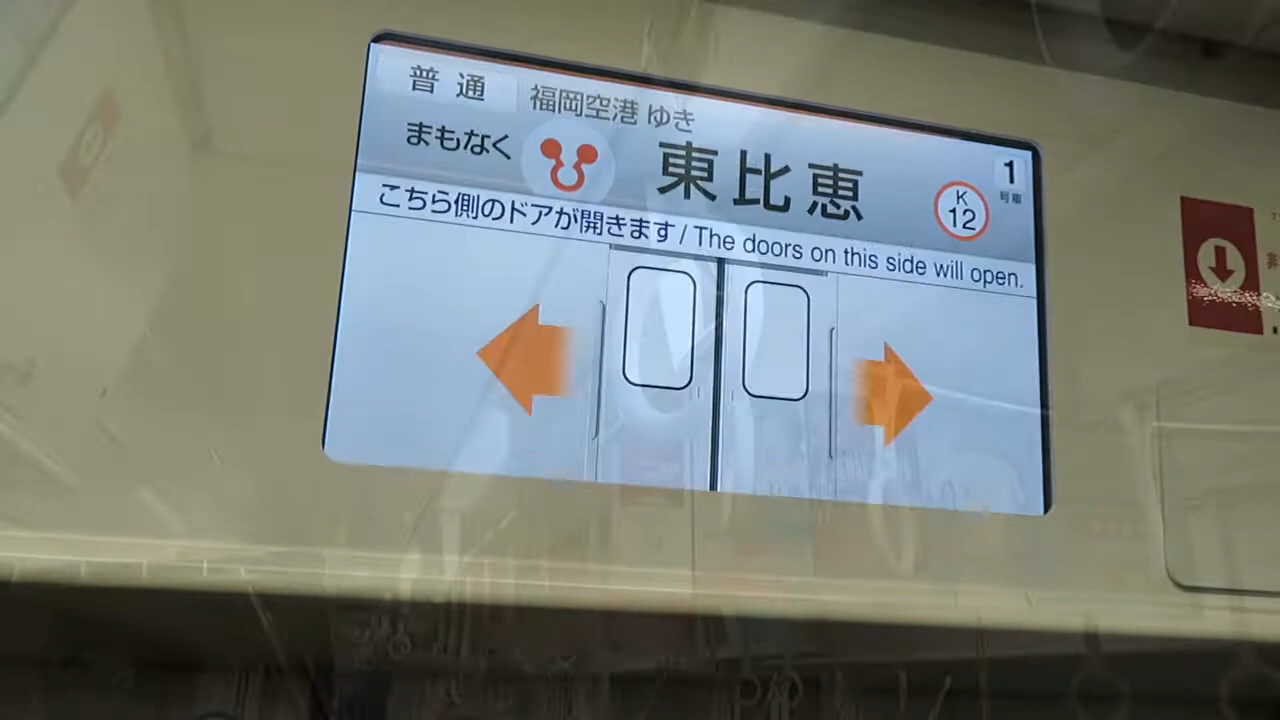 普通 福岡空港 ゆき
まもなく 東比恵 K 12 1 号車
こちら側のドアが開きます / The doors on this side will open.
非